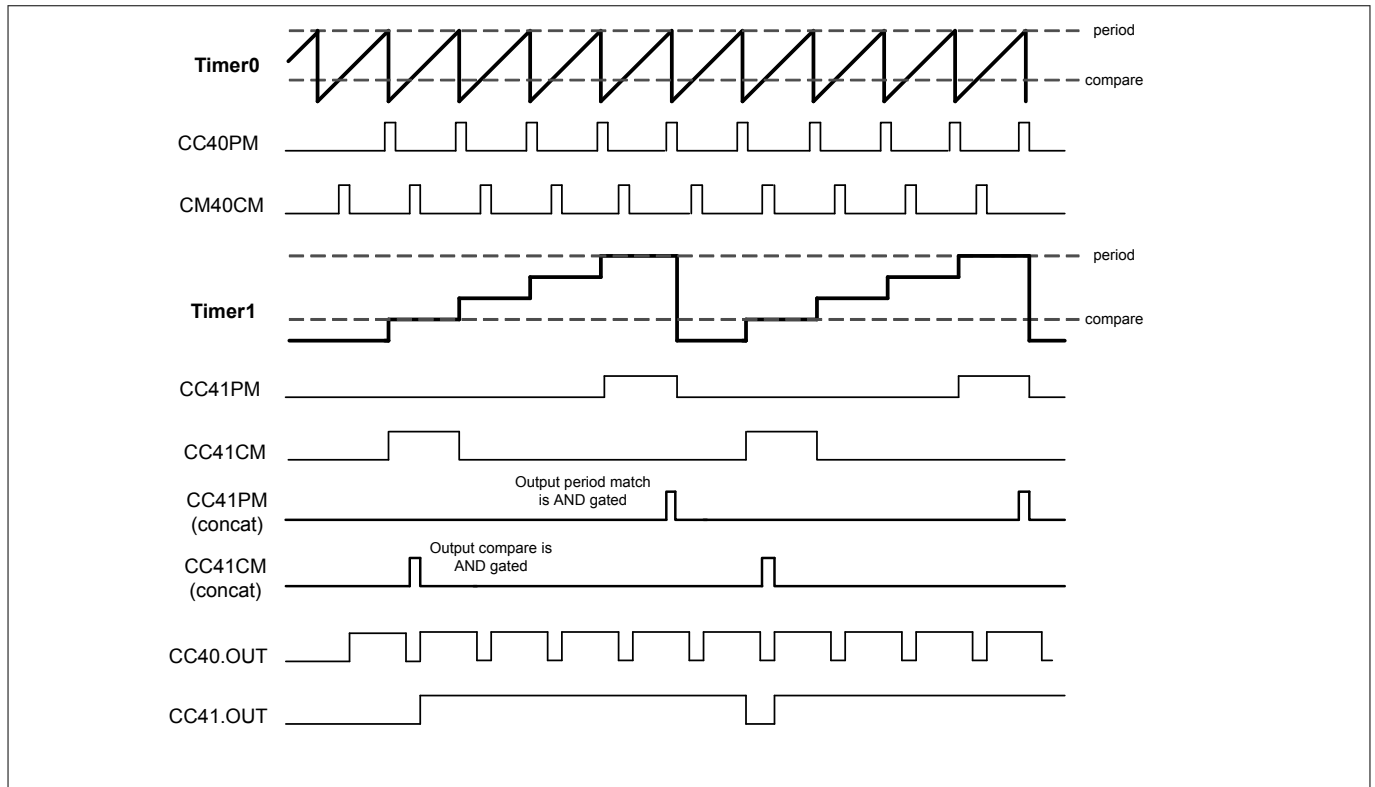 period
Timer0
compare
CC40PM
CM40CM
period
Timer1
compare
CC41PM
CC41CM
Output period match
is AND gated
CC41PM
(concat)
Output compare is
AND gated
CC41CM
(concat)
CC40.OUT
CC41.OUT